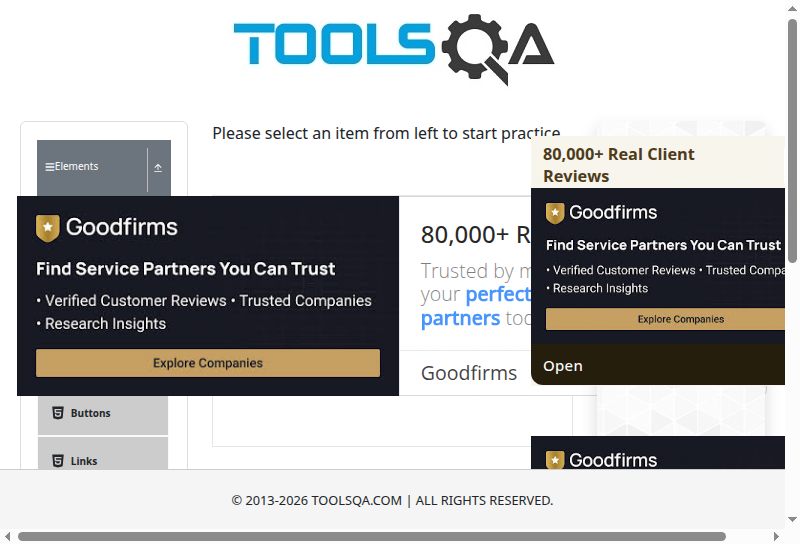 TOOLSQA
Please select an item from left to start practice.
Elements
80,000+ Real Client
Reviews
Goodfirms
Find Service Partners You Can Trust
• Verified Customer Reviews • Trusted Companies
• Research Insights
Explore Companies
80,000+ R
Trusted by m
your perfect
partners too
Goodfirms
Goodfirms
Find Service Partners You Can Trust
• Verified Customer Reviews • Trusted Compa
• Research Insights
Explore Companies
Open
Buttons
Links
Goodfirms
© 2013-2026 TOOLSQA.COM | ALL RIGHTS RESERVED.